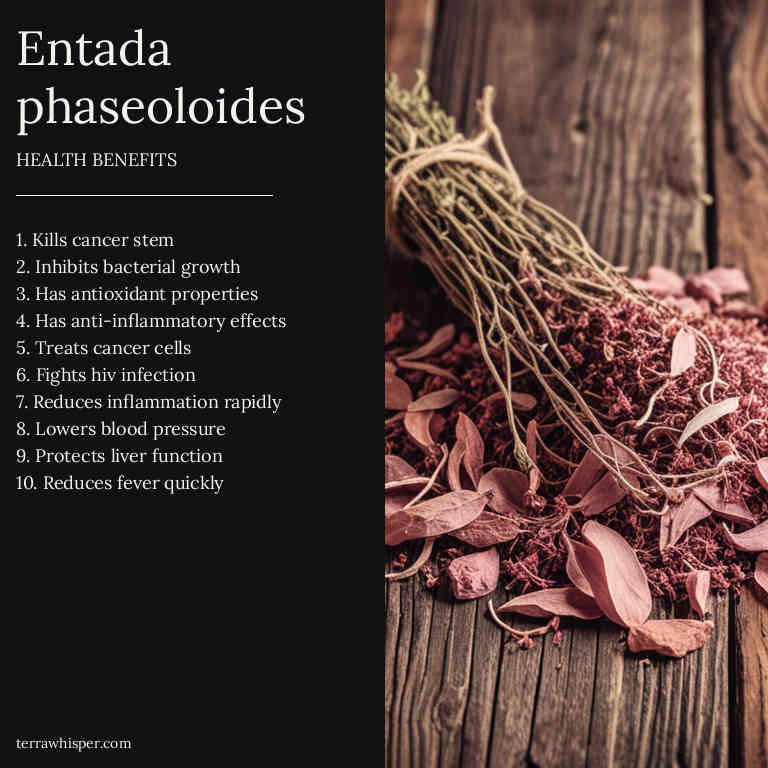 Entada
phaseoloides
HEALTH BENEFITS
1. Kills cancer stem
2. Inhibits bacterial growth
3. Has antioxidant properties
4. Has anti-inflammatory effects
5. Treats cancer cells
6. Fights hiv infection
7. Reduces inflammation rapidly
8. Lowers blood pressure
9. Protects liver function
10. Reduces fever quickly
terrawhisper.com